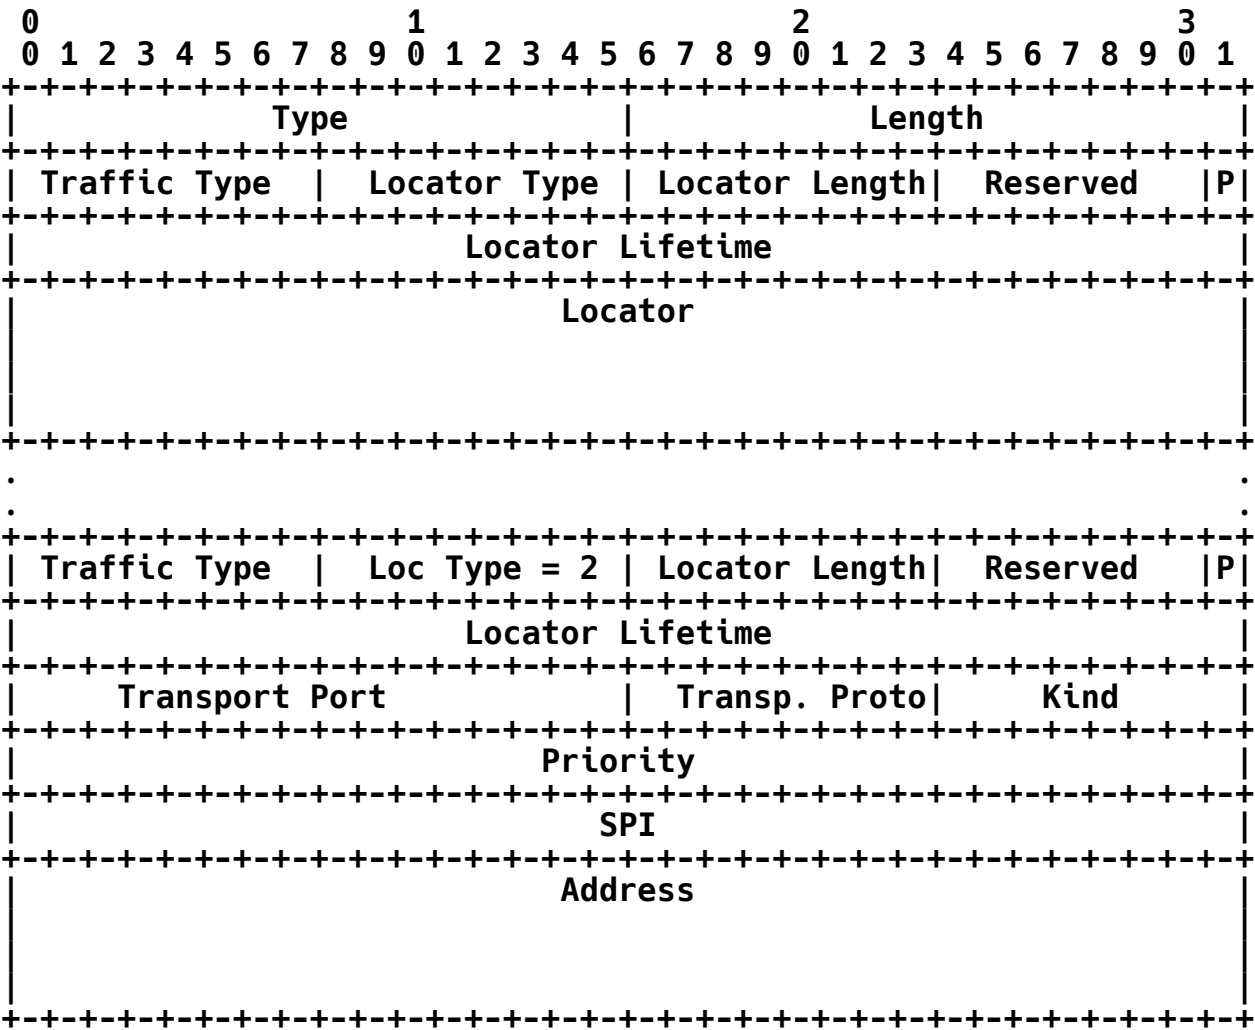 0                   1                   2                   3
 0 1 2 3 4 5 6 7 8 9 0 1 2 3 4 5 6 7 8 9 0 1 2 3 4 5 6 7 8 9 0 1
+-+-+-+-+-+-+-+-+-+-+-+-+-+-+-+-+-+-+-+-+-+-+-+-+-+-+-+-+-+-+-+-+
|             Type              |            Length             |
+-+-+-+-+-+-+-+-+-+-+-+-+-+-+-+-+-+-+-+-+-+-+-+-+-+-+-+-+-+-+-+-+
| Traffic Type  |  Locator Type | Locator Length|  Reserved   |P|
+-+-+-+-+-+-+-+-+-+-+-+-+-+-+-+-+-+-+-+-+-+-+-+-+-+-+-+-+-+-+-+-+
|                       Locator Lifetime                        |
+-+-+-+-+-+-+-+-+-+-+-+-+-+-+-+-+-+-+-+-+-+-+-+-+-+-+-+-+-+-+-+-+
|                            Locator                            |
|                                                               |
|                                                               |
|                                                               |
+-+-+-+-+-+-+-+-+-+-+-+-+-+-+-+-+-+-+-+-+-+-+-+-+-+-+-+-+-+-+-+-+
.                                                               .
.                                                               .
+-+-+-+-+-+-+-+-+-+-+-+-+-+-+-+-+-+-+-+-+-+-+-+-+-+-+-+-+-+-+-+-+
| Traffic Type  |  Loc Type = 2 | Locator Length|  Reserved   |P|
+-+-+-+-+-+-+-+-+-+-+-+-+-+-+-+-+-+-+-+-+-+-+-+-+-+-+-+-+-+-+-+-+
|                       Locator Lifetime                        |
+-+-+-+-+-+-+-+-+-+-+-+-+-+-+-+-+-+-+-+-+-+-+-+-+-+-+-+-+-+-+-+-+
|     Transport Port            |  Transp. Proto|     Kind      |
+-+-+-+-+-+-+-+-+-+-+-+-+-+-+-+-+-+-+-+-+-+-+-+-+-+-+-+-+-+-+-+-+
|                           Priority                            |
+-+-+-+-+-+-+-+-+-+-+-+-+-+-+-+-+-+-+-+-+-+-+-+-+-+-+-+-+-+-+-+-+
|                              SPI                              |
+-+-+-+-+-+-+-+-+-+-+-+-+-+-+-+-+-+-+-+-+-+-+-+-+-+-+-+-+-+-+-+-+
|                            Address                            |
|                                                               |
|                                                               |
|                                                               |
+-+-+-+-+-+-+-+-+-+-+-+-+-+-+-+-+-+-+-+-+-+-+-+-+-+-+-+-+-+-+-+-+